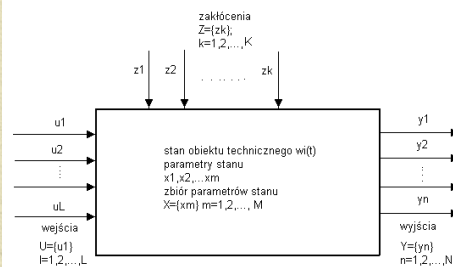 zakłócenia
Z={zk};
k=1,2,...,K
z1 z2 ....... zk
u1
u2
uL
wejścia
U={u1}
l=1,2,...,L
stan obiektu technicznego wi(t)
parametry stanu
x1,x2,...xm
zbiór parametrów stanu
X={xm} m=1,2,..., M
y1
y2
yn
wyjścia
Y={yn}
n=1,2,...,N